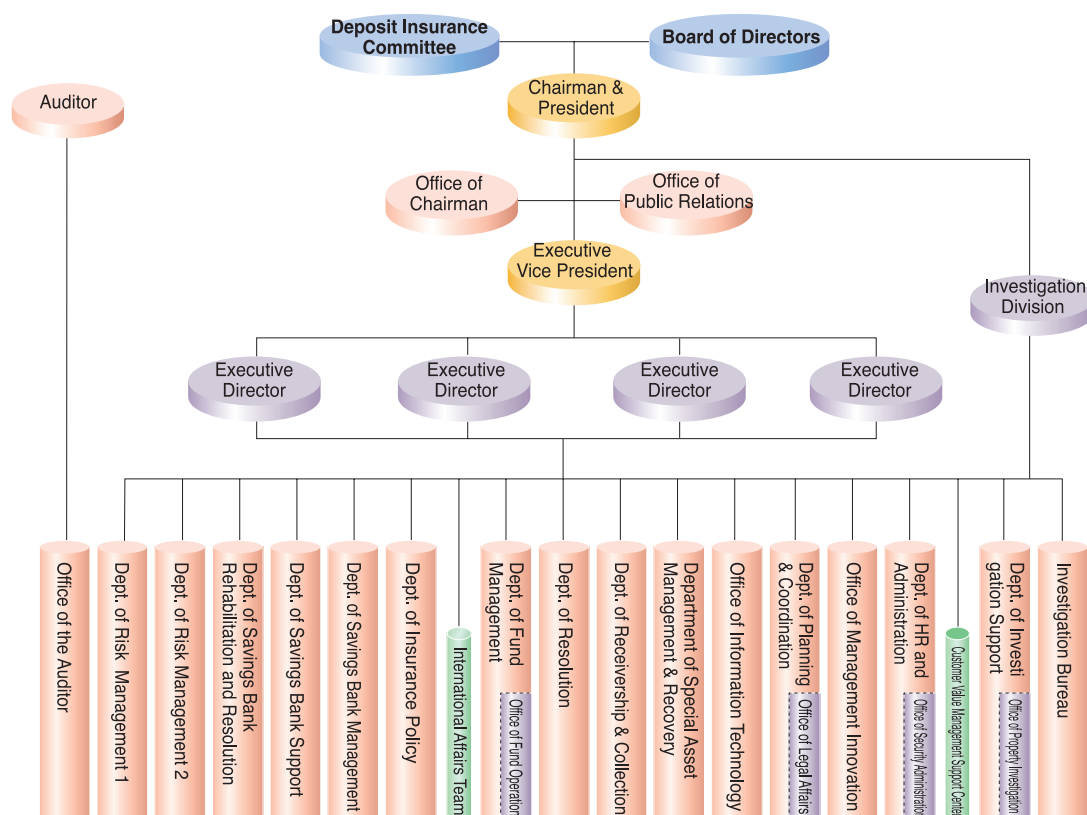 Deposit Insurance
Committee
Board of Directors
Chairman &
President
Auditor
Office of
Chairman
Office of
Public Relations
Executive
Vice President
Investigation
Division
Executive
Director
Executive
Director
Executive
Director
Executive
Director
Office of the Auditor
Dept. of Risk Management 1
Dept. of Risk Management 2
Dept. of Savings Bank
Rehabilitation and Resolution
Dept. of Savings Bank Support
Dept. of Savings Bank Management
Dept. of Insurance Policy
International Affairs Team
Dept. of Fund
Management
Office of Fund Operation
Dept. of Resolution
Dept. of Receivership & Collection
Department of Special Asset
Management & Recovery
Office of Information Technology
Dept. of Planning
& Coordination
Office of Legal Affairs
Office of Management Innovation
Dept. of HR and
Administration
Office of Security Administration
Customer Value Management Support Center
Dept. of Investi
gation Support
Office of Property Investigation
Investigation Bureau